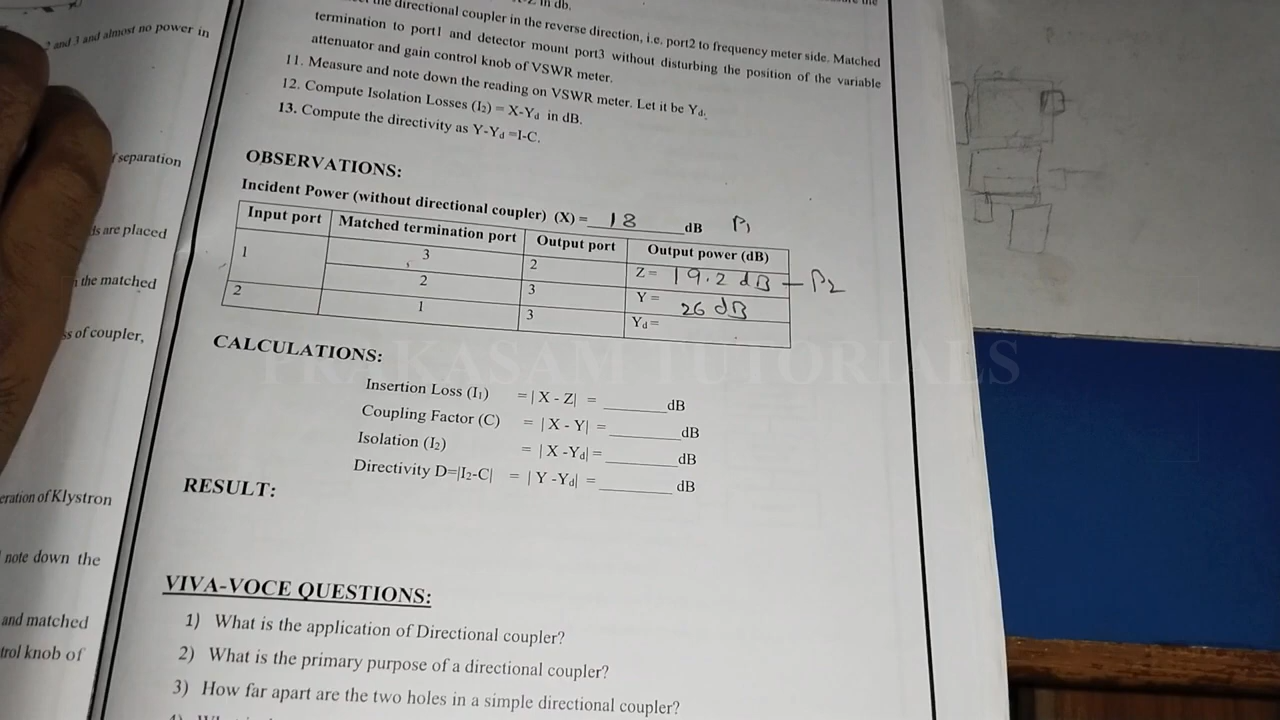 in db.
the directional coupler in the reverse direction, i.e. port2 to frequency meter side. Matched
termination to port1 and detector mount port3 without disturbing the position of the variable
attenuator and gain control knob of VSWR meter.
11. Measure and note down the reading on VSWR meter. Let it be Yd.
12. Compute Isolation Losses (I2) = X-Yd in dB.
13. Compute the directivity as Y-Yd =I-C.
2 and 3 and almost no power in
separation
ds are placed
the matched
ss of coupler,
eration of Klystron
note down the
and matched
trol knob of
OBSERVATIONS:
Incident Power (without directional coupler) (X) = 18 dB P1
Input port Matched termination port Output port Output power (dB)
1 3 2 Z = 19.2 dB – P2
2 3 Y = 26 dB
2 1 3 Yd =
PRAKASAM TUTORIALS
CALCULATIONS:
Insertion Loss (I1) = | X - Z| = ________ dB
Coupling Factor (C) = | X - Y| = ________ dB
Isolation (I2) = | X -Yd| = ________ dB
Directivity D=|I2-C| = | Y -Yd| = ________ dB
RESULT:
VIVA-VOCE QUESTIONS:
1) What is the application of Directional coupler?
2) What is the primary purpose of a directional coupler?
3) How far apart are the two holes in a simple directional coupler?